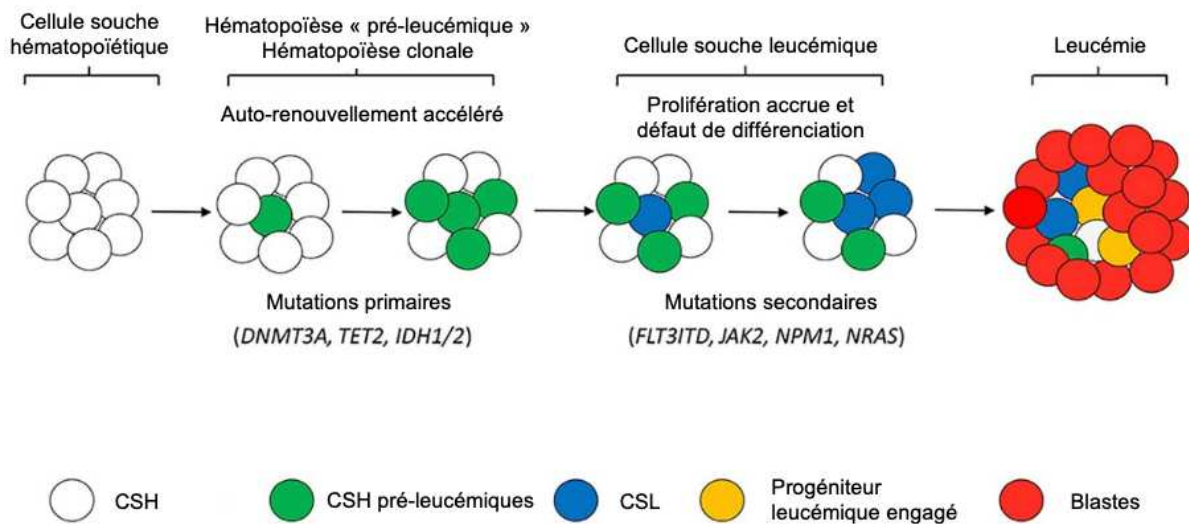 Cellule souche
hématopoïétique
Hématopoïèse « pré-leucémique »
Hématopoïèse clonale
Cellule souche leucémique
Leucémie
Auto-renouvellement accéléré
Prolifération accrue et
défaut de différenciation
Mutations primaires
(DNMT3A, TET2, IDH1/2)
Mutations secondaires
(FLT3ITD, JAK2, NPM1, NRAS)
CSH
CSH pré-leucémiques
CSL
Progéniteur
leucémique engagé
Blastes